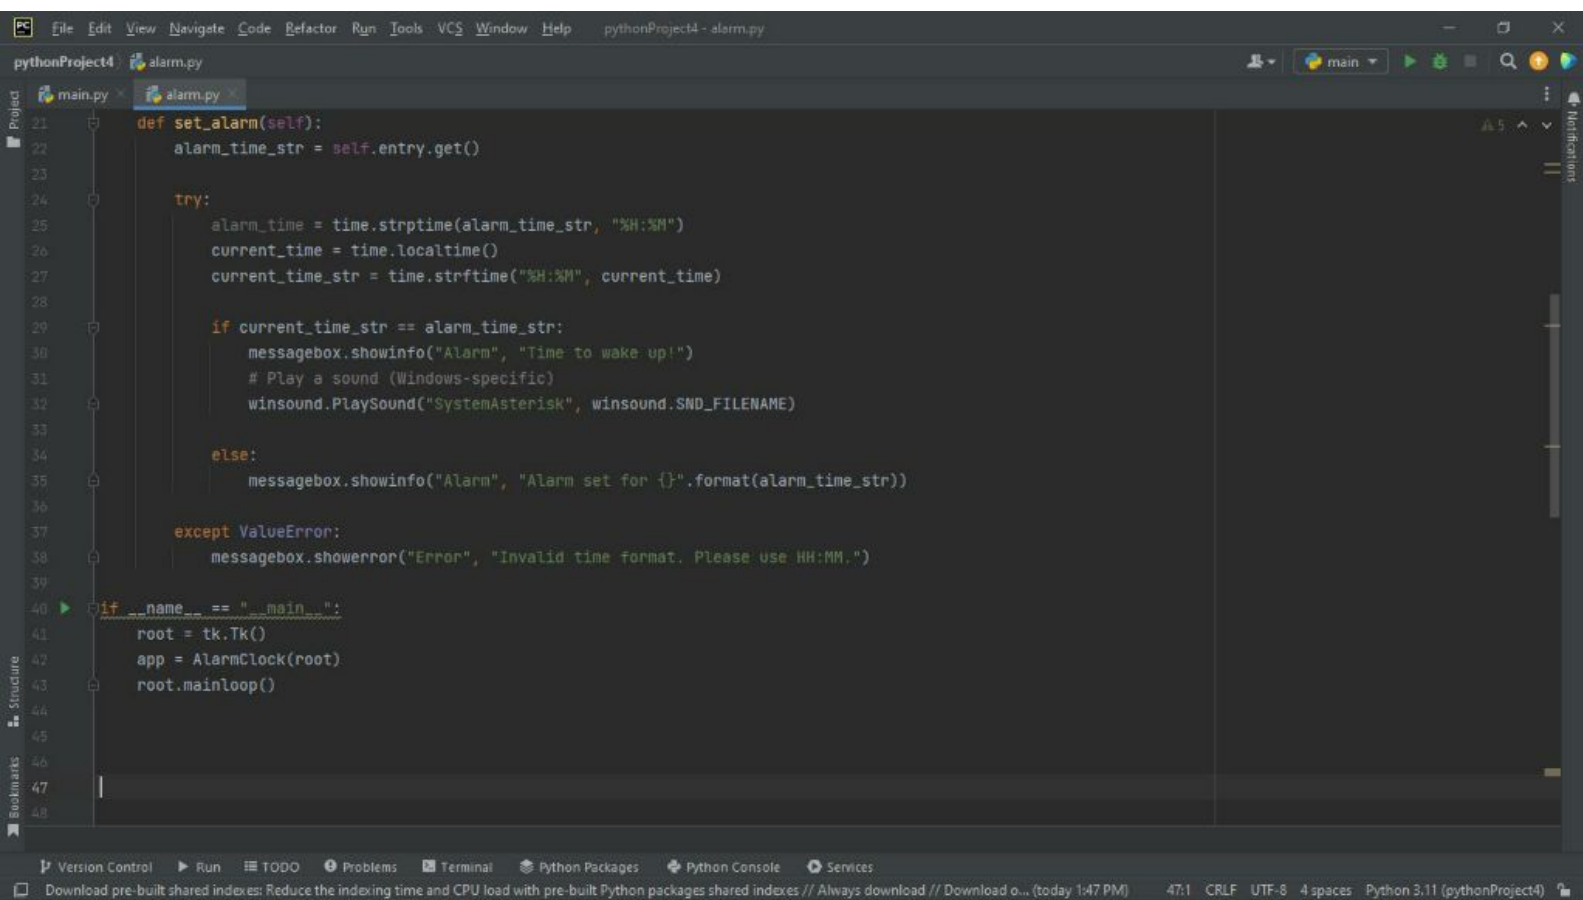 PC File Edit View Navigate Code Refactor Run Tools VCS Window Help pythonProject4 - alarm.py
pythonProject4 alarm.py main
Project
main.py alarm.py
Notifications
5
21 def set_alarm(self):
22 alarm_time_str = self.entry.get()
23
24 try:
25 alarm_time = time.strptime(alarm_time_str, "%H:%M")
26 current_time = time.localtime()
27 current_time_str = time.strftime("%H:%M", current_time)
28
29 if current_time_str == alarm_time_str:
30 messagebox.showinfo("Alarm", "Time to wake up!")
31 # Play a sound (Windows-specific)
32 winsound.PlaySound("SystemAsterisk", winsound.SND_FILENAME)
33
34 else:
35 messagebox.showinfo("Alarm", "Alarm set for {}".format(alarm_time_str))
36
37 except ValueError:
38 messagebox.showerror("Error", "Invalid time format. Please use HH:MM.")
39
40 if __name__ == "__main__":
41 root = tk.Tk()
42 app = AlarmClock(root)
43 root.mainloop()
44
45
46
47
48
Structure
Bookmarks
Version Control Run TODO Problems Terminal Python Packages Python Console Services
Download pre-built shared indexes: Reduce the indexing time and CPU load with pre-built Python packages shared indexes // Always download // Download o... (today 1:47 PM) 47:1 CRLF UTF-8 4 spaces Python 3.11 (pythonProject4)